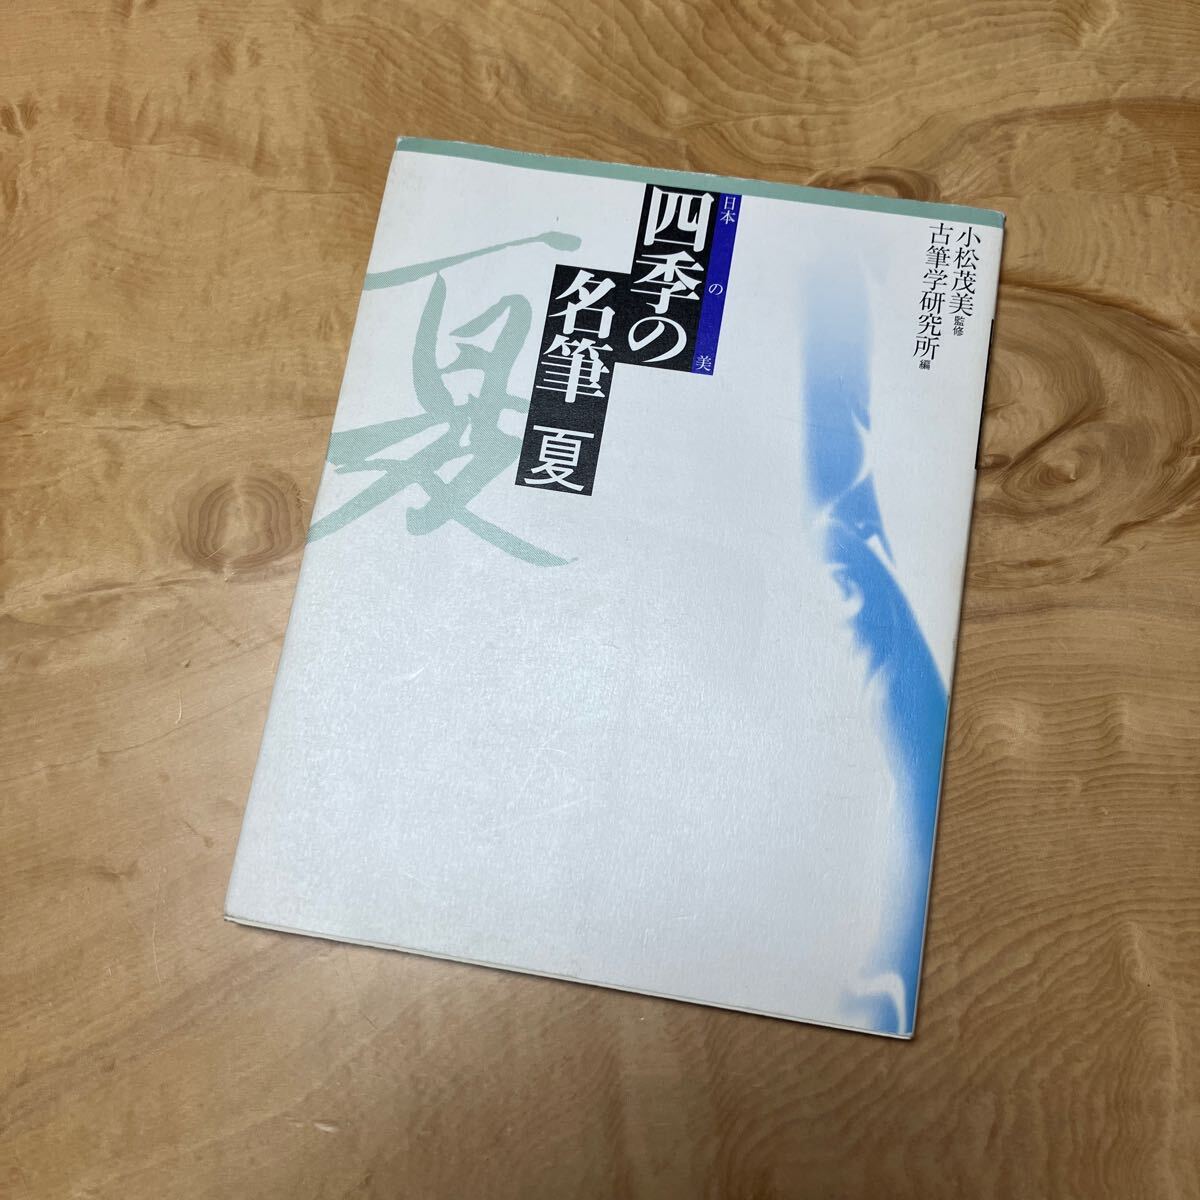 小松茂美 監修
古筆学研究所 編
日本の美
四季の
名筆 夏
夏